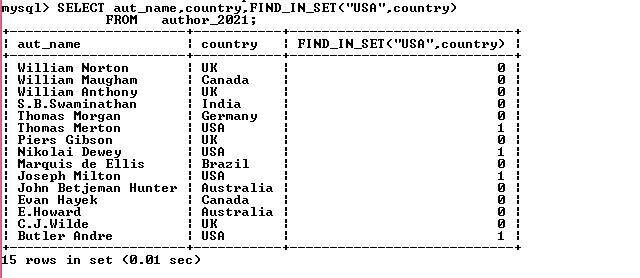 mysql> SELECT aut_name,country,FIND_IN_SET("USA",country)
FROM author_2021;
+----------------------+-----------+----------------------------+
| aut_name | country | FIND_IN_SET("USA",country) |
+----------------------+-----------+----------------------------+
| William Norton | UK | 0 |
| William Maugham | Canada | 0 |
| William Anthony | UK | 0 |
| S.B.Swaminathan | India | 0 |
| Thomas Morgan | Germany | 0 |
| Thomas Merton | USA | 1 |
| Piers Gibson | UK | 0 |
| Nikolai Dewey | USA | 1 |
| Marquis de Ellis | Brazil | 0 |
| Joseph Milton | USA | 1 |
| John Betjeman Hunter | Australia | 0 |
| Evan Hayek | Canada | 0 |
| E.Howard | Australia | 0 |
| C.J.Wilde | UK | 0 |
| Butler Andre | USA | 1 |
+----------------------+-----------+----------------------------+
15 rows in set (0.01 sec)